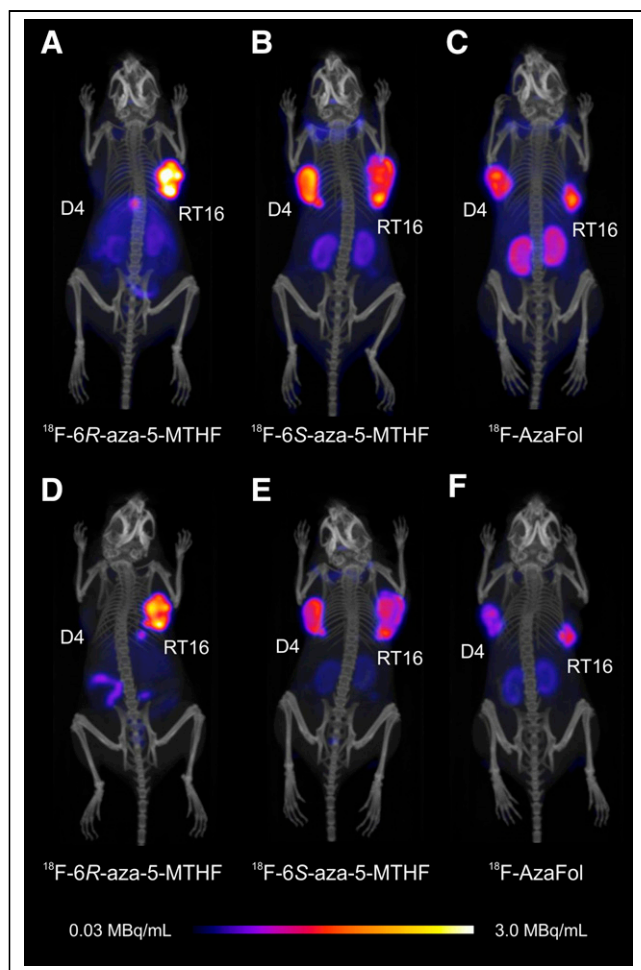 A B C
D4 RT16 D4 RT16 D4 RT16
¹⁸F-6R-aza-5-MTHF ¹⁸F-6S-aza-5-MTHF ¹⁸F-AzaFol
D E F
D4 RT16 D4 RT16 D4 RT16
¹⁸F-6R-aza-5-MTHF ¹⁸F-6S-aza-5-MTHF ¹⁸F-AzaFol
0.03 MBq/mL 3.0 MBq/mL